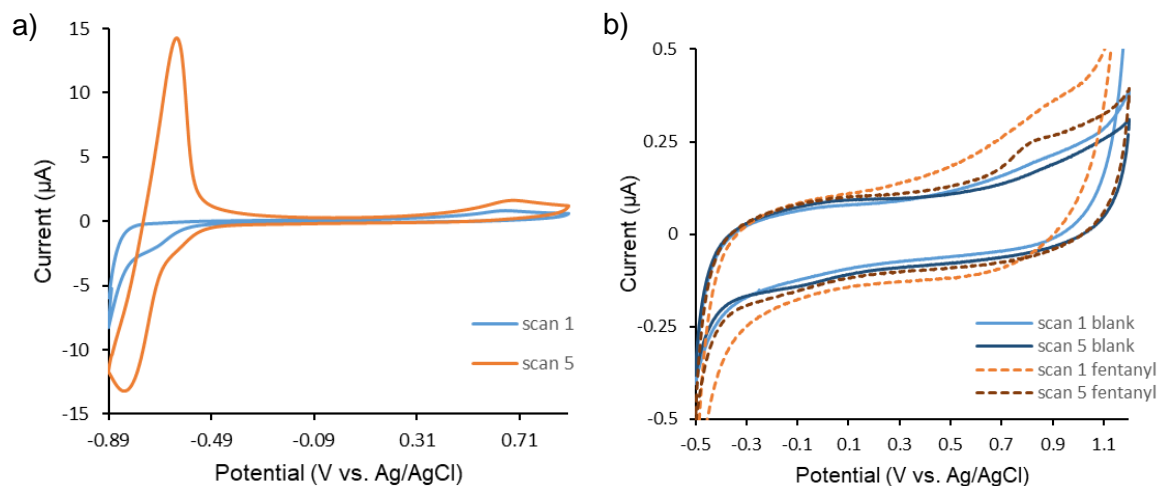 a)
15
10
5
0
-5
-10
-15
Current (µA)
-0.89
-0.49
-0.09
0.31
0.71
Potential (V vs. Ag/AgCl)
scan 1
scan 5
b)
0.5
0.25
0
-0.25
-0.5
Current (µA)
-0.5
-0.3
-0.1
0.1
0.3
0.5
0.7
0.9
1.1
Potential (V vs. Ag/AgCl)
scan 1 blank
scan 5 blank
scan 1 fentanyl
scan 5 fentanyl